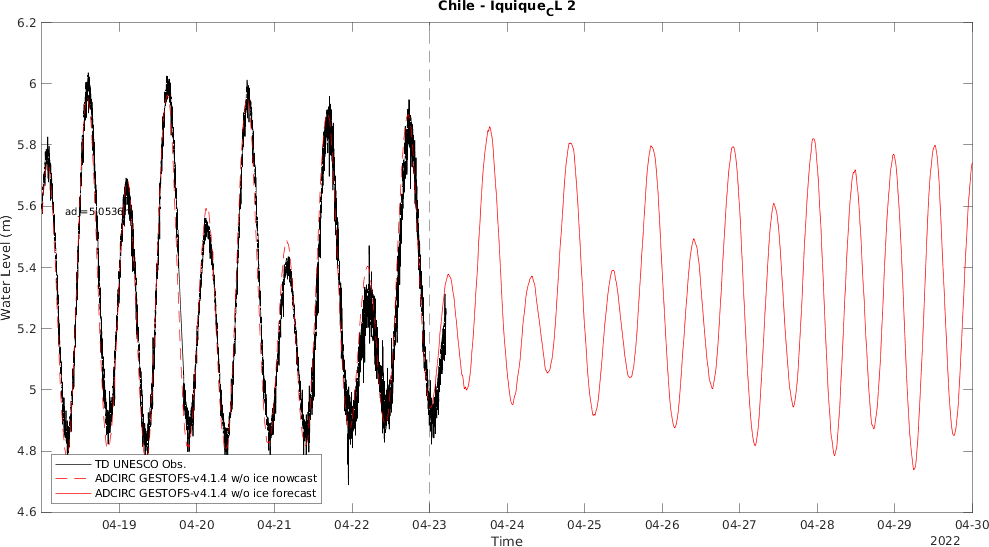 Chile - Iquique_CL 2
6.2
6
5.8
5.6
5.4
5.2
5
4.8
4.6
Water Level (m)
adj=5.0536
TD UNESCO Obs.
ADCIRC GESTOFS-v4.1.4 w/o ice nowcast
ADCIRC GESTOFS-v4.1.4 w/o ice forecast
04-19 04-20 04-21 04-22 04-23 04-24 04-25 04-26 04-27 04-28 04-29 04-30
Time
2022